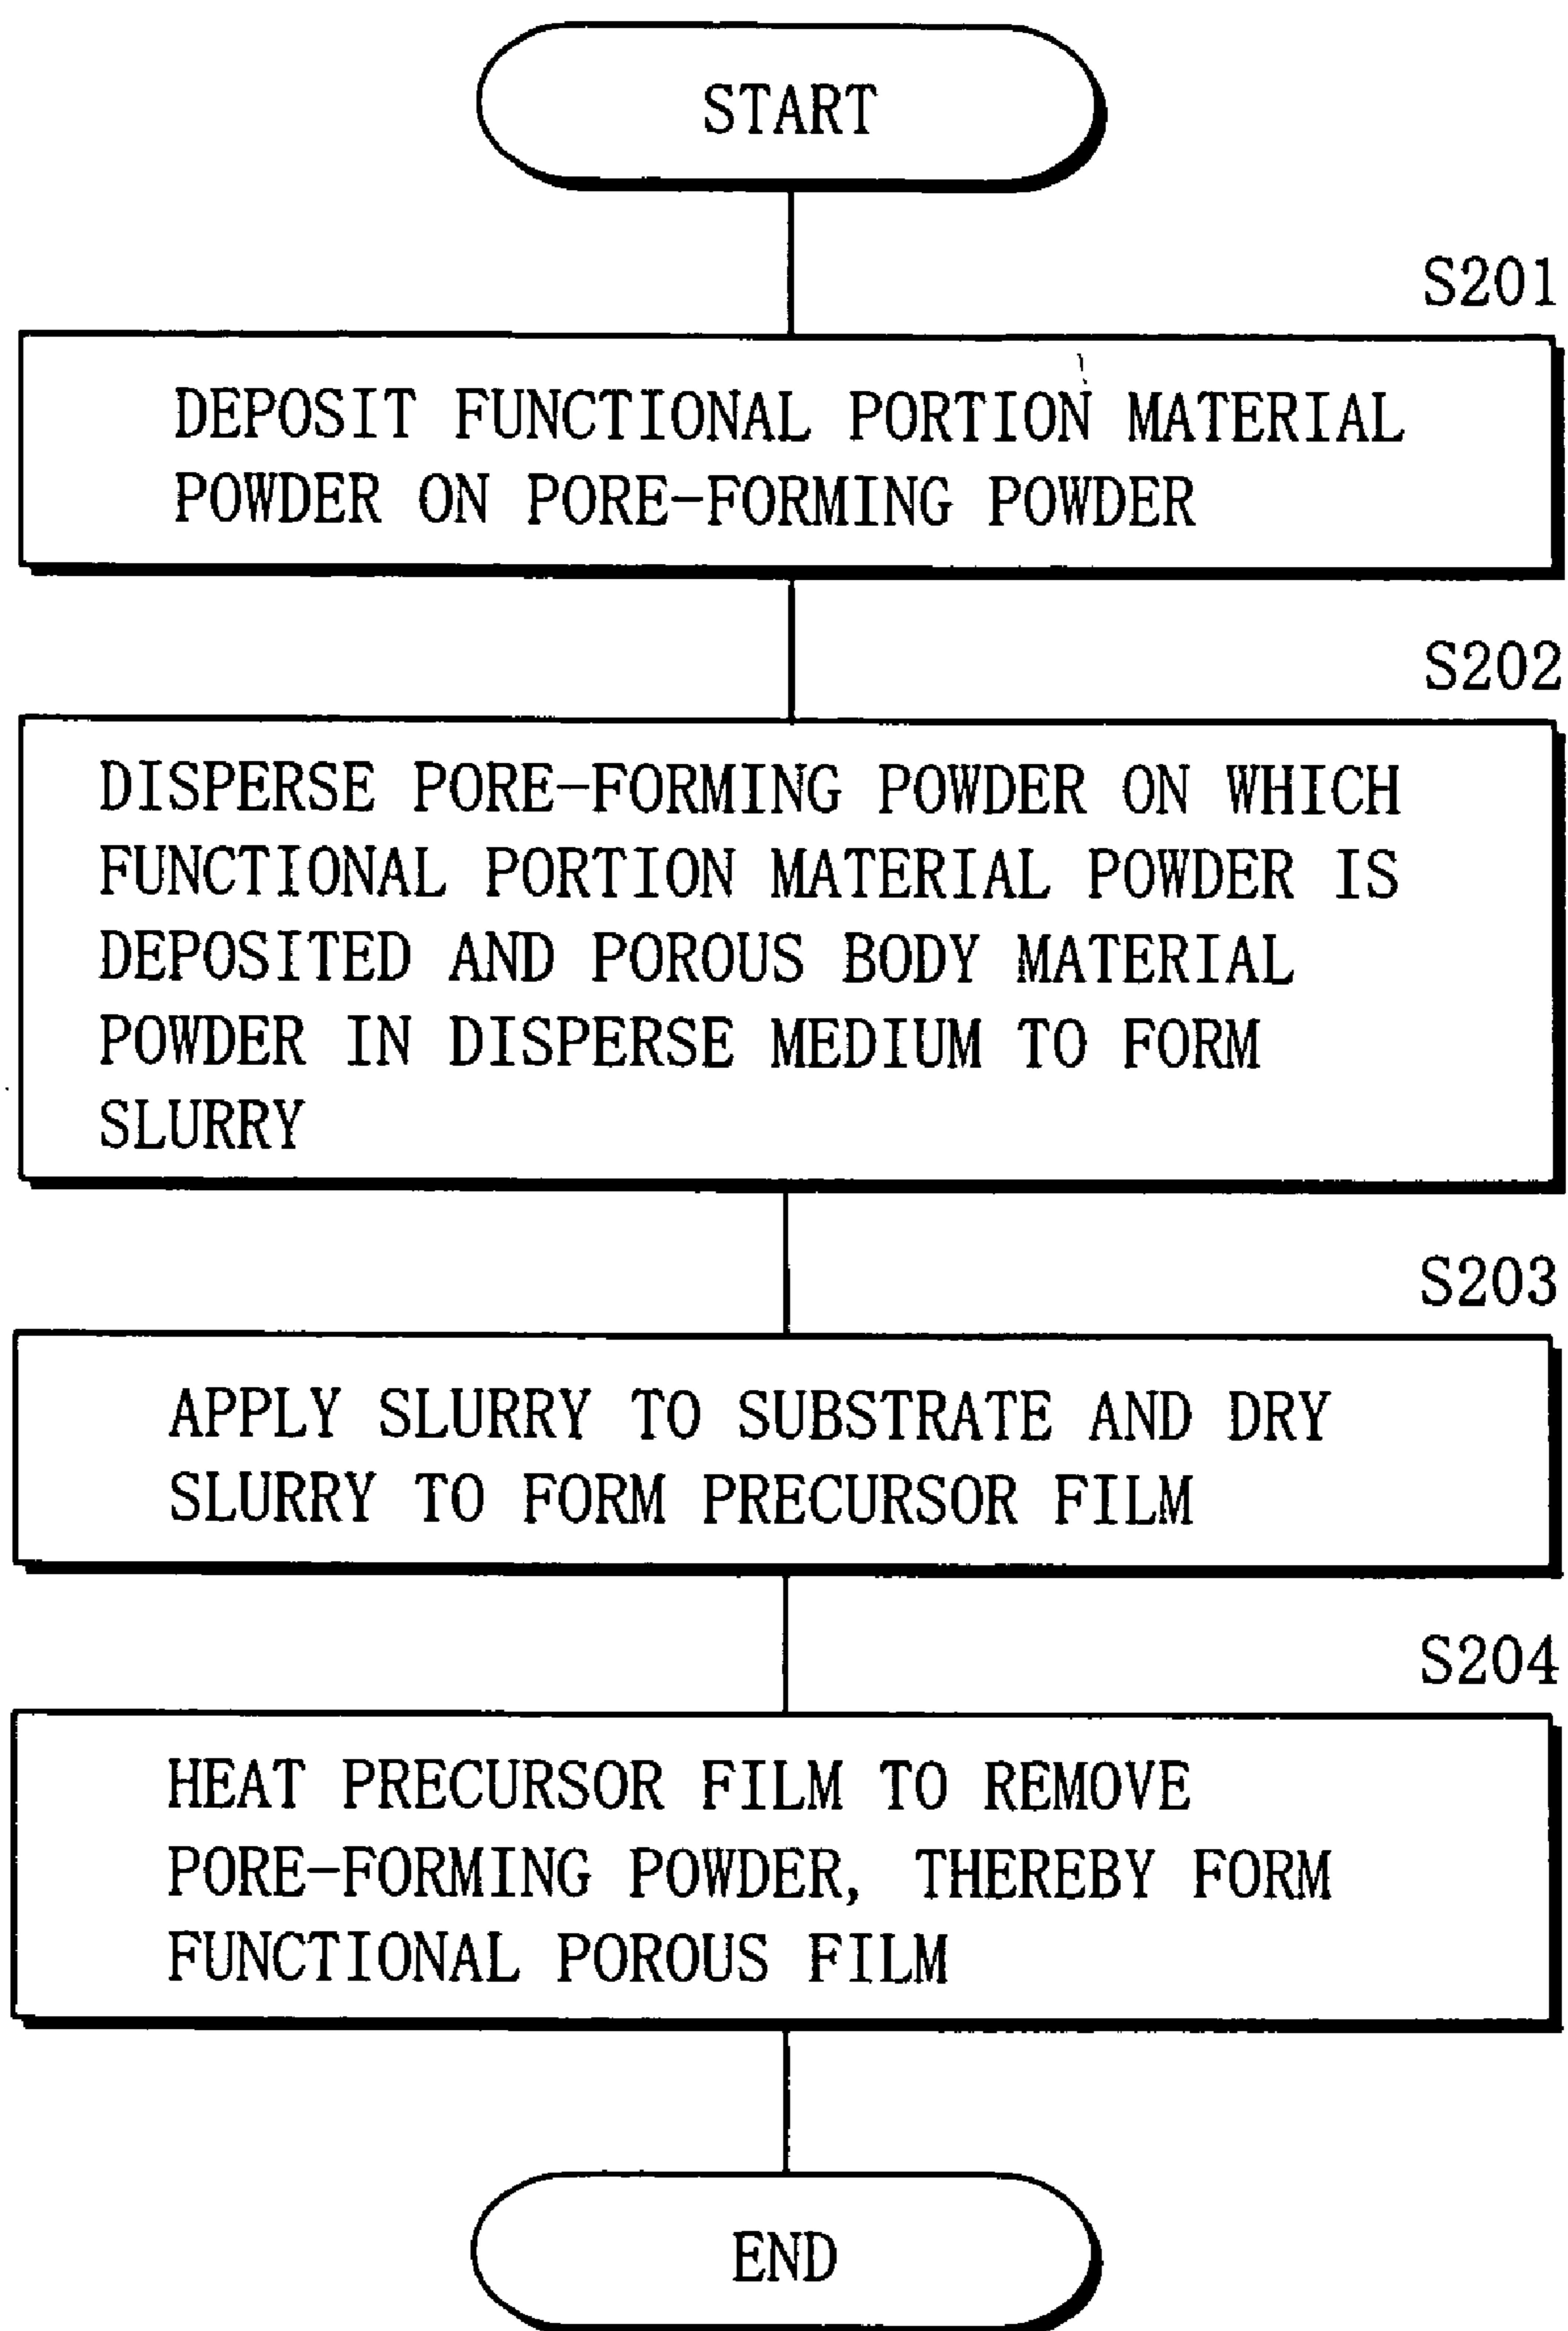 START
S201
DEPOSIT FUNCTIONAL PORTION MATERIAL
POWDER ON PORE-FORMING POWDER
S202
DISPERSE PORE-FORMING POWDER ON WHICH
FUNCTIONAL PORTION MATERIAL POWDER IS
DEPOSITED AND POROUS BODY MATERIAL
POWDER IN DISPERSE MEDIUM TO FORM
SLURRY
S203
APPLY SLURRY TO SUBSTRATE AND DRY
SLURRY TO FORM PRECURSOR FILM
S204
HEAT PRECURSOR FILM TO REMOVE
PORE-FORMING POWDER, THEREBY FORM
FUNCTIONAL POROUS FILM
END